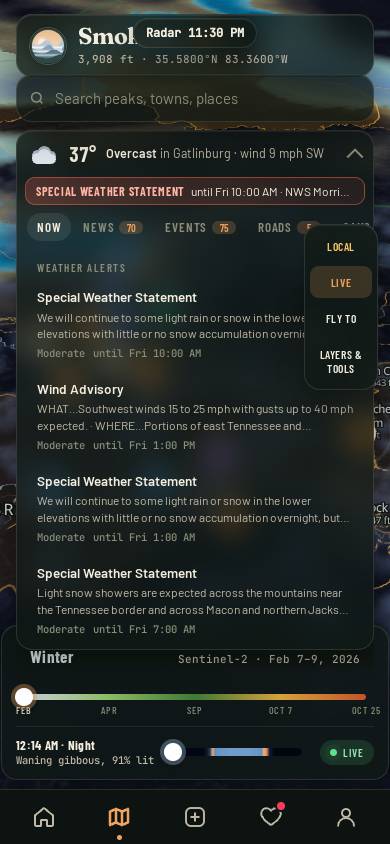 Radar 11:30 PM
3,908 ft · 35.5800°N 83.3600°W
Search peaks, towns, places
37° Overcast in Gatlinburg · wind 9 mph SW
SPECIAL WEATHER STATEMENT until Fri 10:00 AM · NWS Morri...
NOW NEWS 70 EVENTS 75 ROADS
LOCAL
LIVE
FLY TO
LAYERS &
TOOLS
WEATHER ALERTS
Special Weather Statement
We will continue to some light rain or snow in the
elevations with little or no snow accumulation
Moderate until Fri 10:00 AM
Wind Advisory
WHAT...Southwest winds 15 to 25 mph with gusts up to 40 mph
expected. · WHERE...Portions of east Tennessee and...
Moderate until Fri 1:00 PM
Special Weather Statement
We will continue to some light rain or snow in the lower
elevations with little or no snow accumulation overnight, but...
Moderate until Fri 1:00 AM
Special Weather Statement
Light snow showers are expected across the mountains near
the Tennessee border and across Macon and northern Jacks...
Moderate until Fri 7:00 AM
Winter Sentinel-2 · Feb 7-9, 2026
FEB APR SEP OCT 7 OCT 25
12:14 AM · Night
Waning gibbous, 91% lit
LIVE